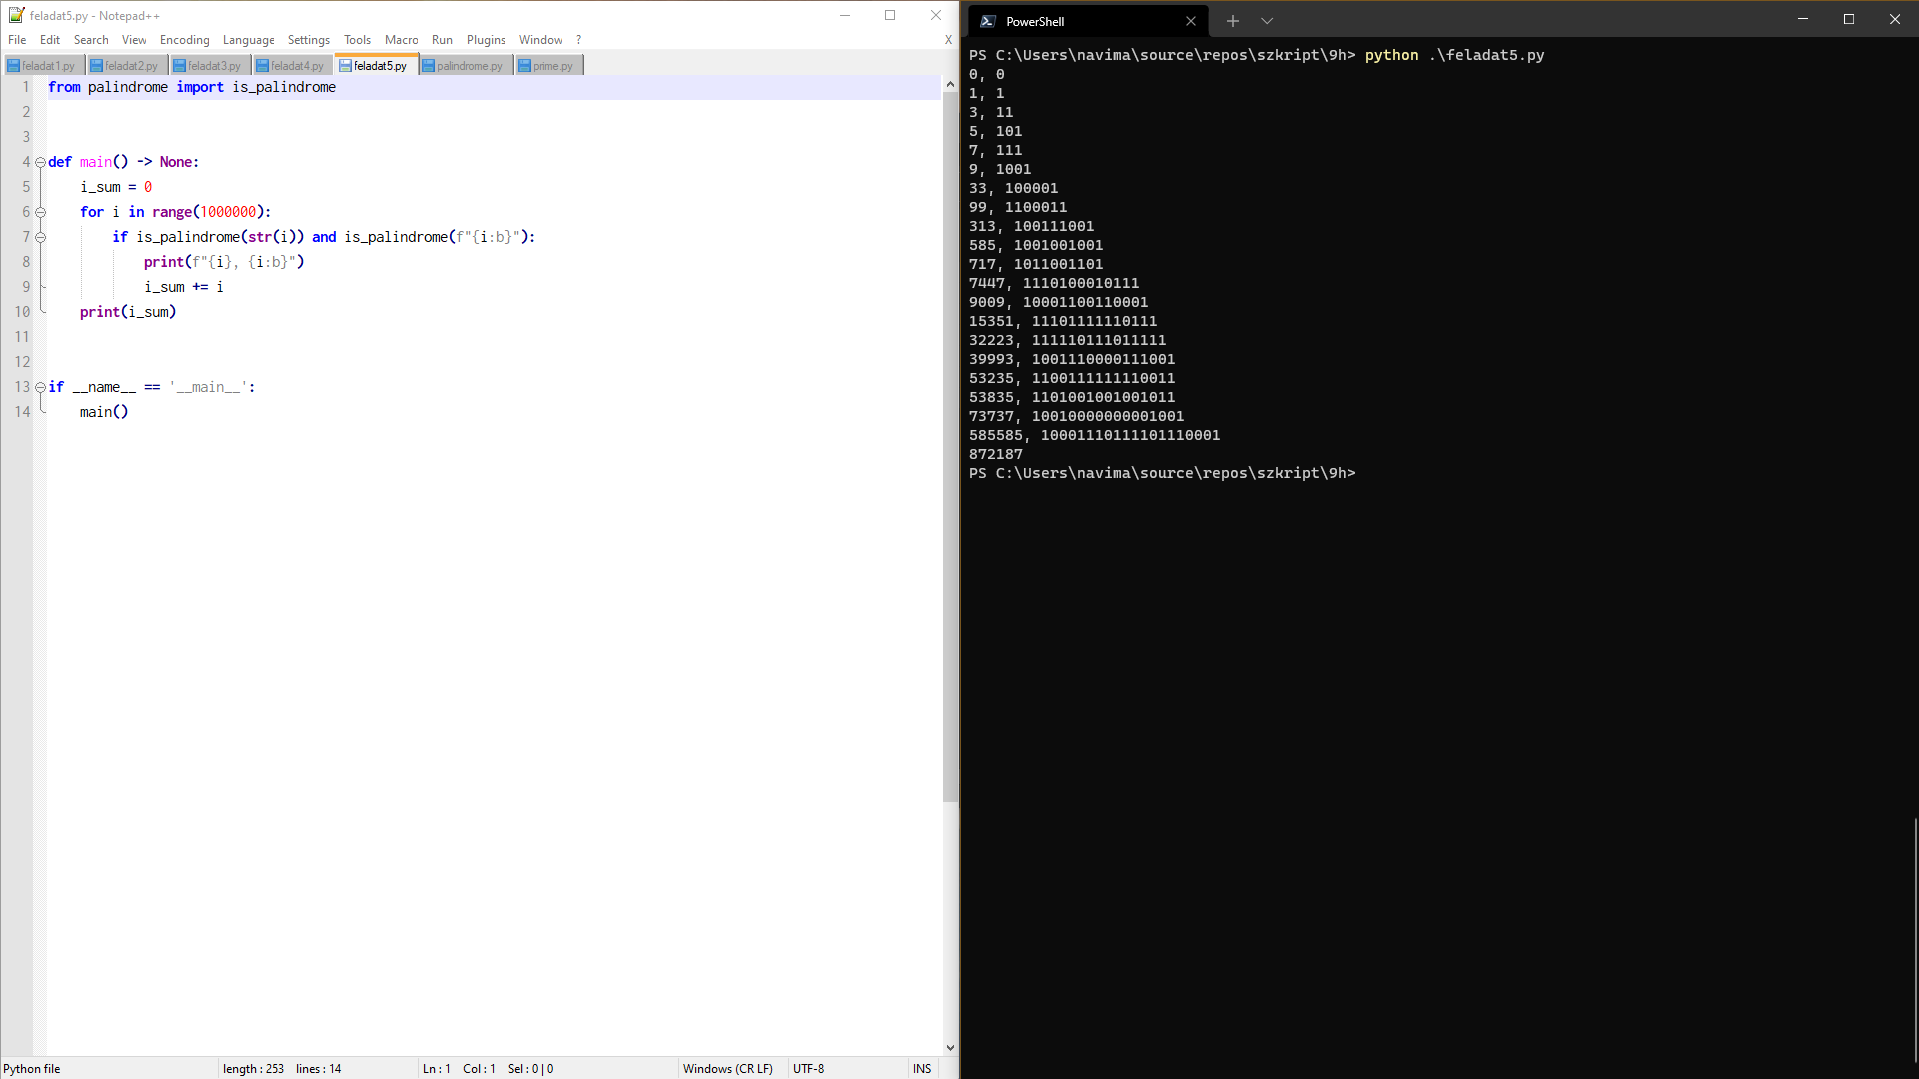 feladat5.py - Notepad++
File Edit Search View Encoding Language Settings Tools Macro Run Plugins Window ? X
feladat1.py feladat2.py feladat3.py feladat4.py feladat5.py palindrome.py prime.py
1 from palindrome import is_palindrome
2
3
4 def main() -> None:
5     i_sum = 0
6     for i in range(1000000):
7         if is_palindrome(str(i)) and is_palindrome(f"{i:b}"):
8             print(f"{i}, {i:b}")
9             i_sum += i
10     print(i_sum)
11
12
13 if __name__ == '__main__':
14     main()
Python file length : 253 lines : 14 Ln : 1 Col : 1 Sel : 0 | 0 Windows (CR LF) UTF-8 INS
PowerShell
PS C:\Users\navima\source\repos\szkript\9h> python .\feladat5.py
0, 0
1, 1
3, 11
5, 101
7, 111
9, 1001
33, 100001
99, 1100011
313, 100111001
585, 1001001001
717, 1011001101
7447, 1110100010111
9009, 10001100110001
15351, 11101111110111
32223, 111110111011111
39993, 1001110000111001
53235, 1100111111110011
53835, 1101001001001011
73737, 10010000000001001
585585, 10001110111101110001
872187
PS C:\Users\navima\source\repos\szkript\9h>